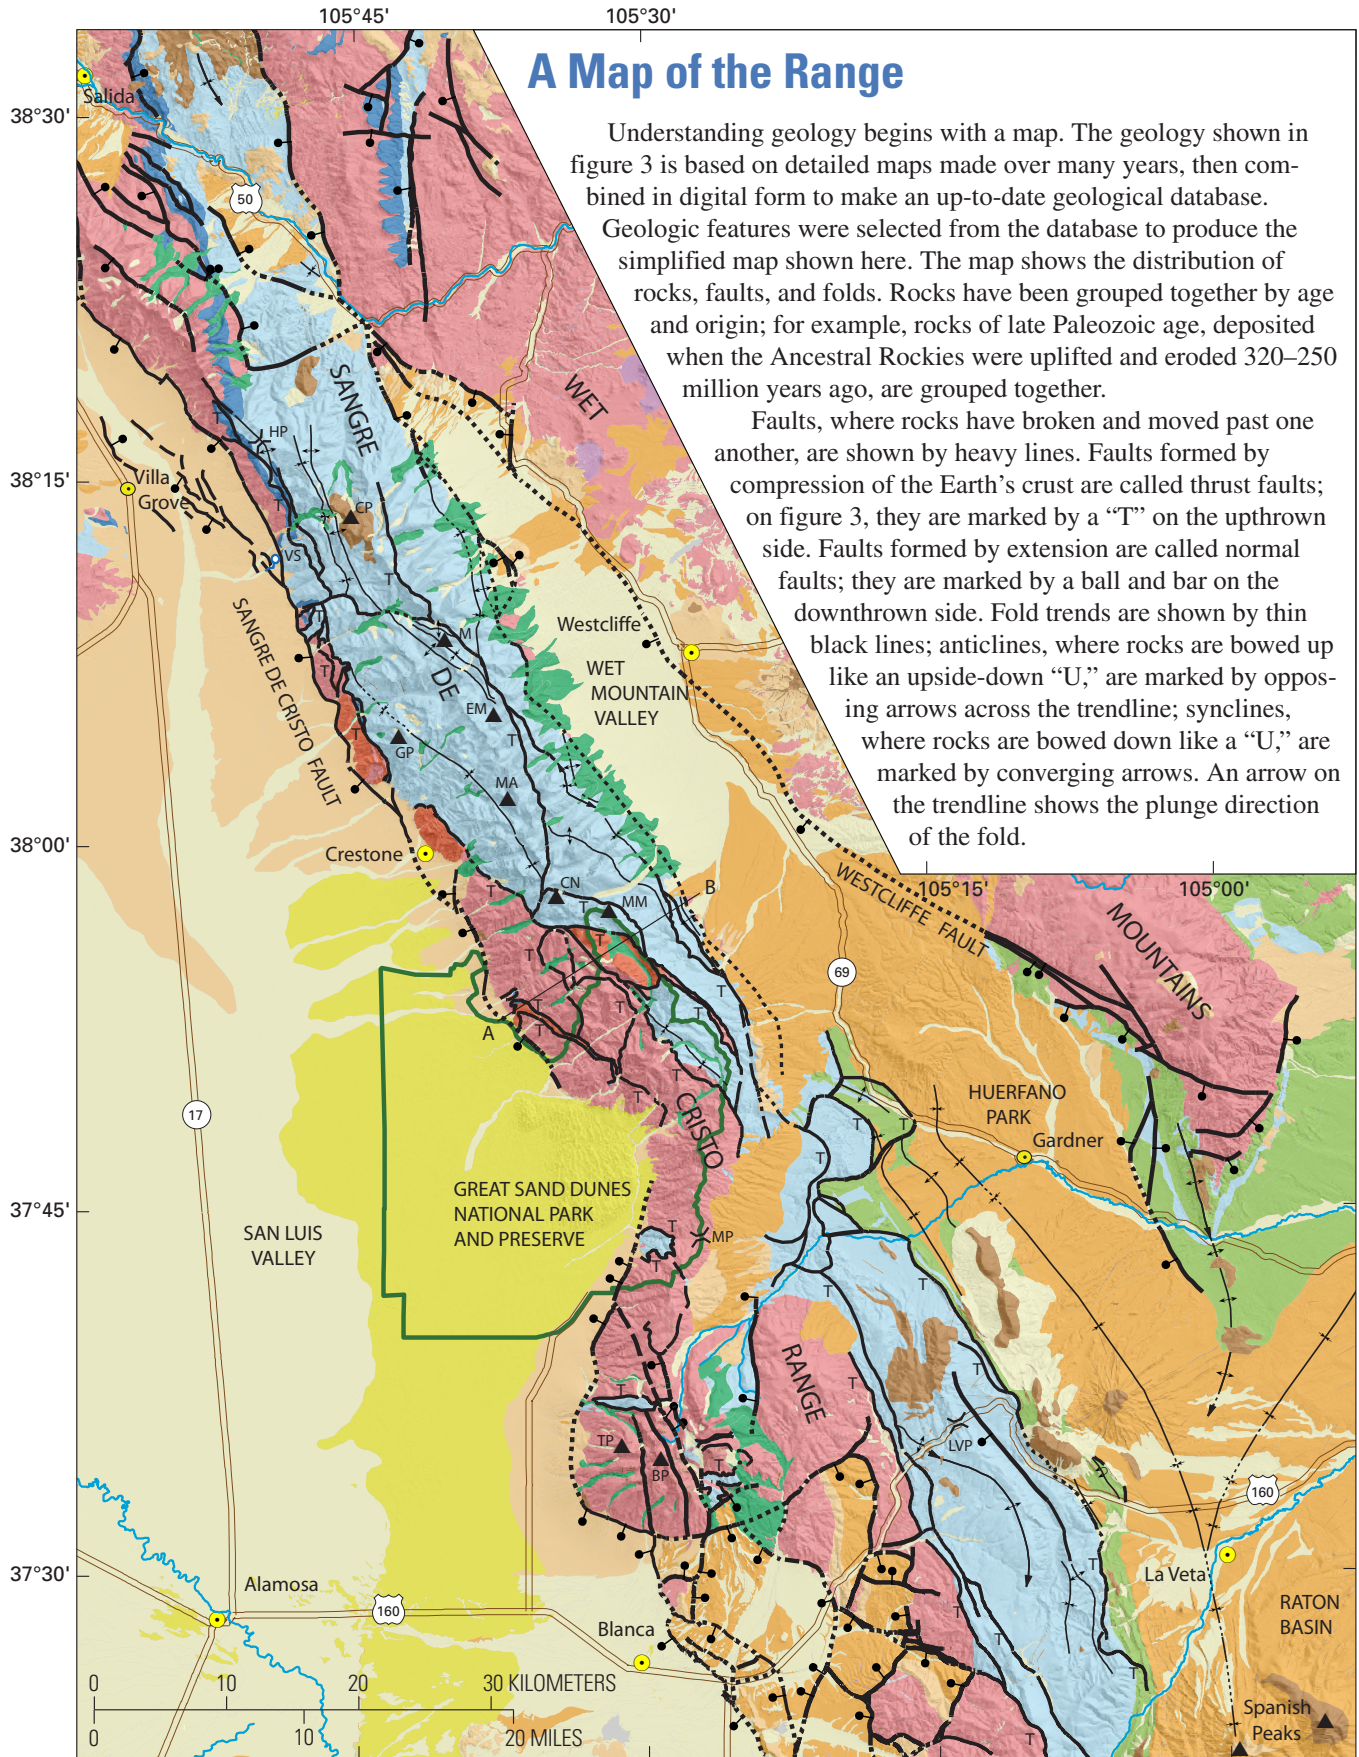 105°45'
105°30'
A Map of the Range
38°30'
Salida
Understanding geology begins with a map. The geology shown in
figure 3 is based on detailed maps made over many years, then com-
bined in digital form to make an up-to-date geological database.
50
Geologic features were selected from the database to produce the
simplified map shown here. The map shows the distribution of
rocks, faults, and folds. Rocks have been grouped together by age
and origin; for example, rocks of late Paleozoic age, deposited
when the Ancestral Rockies were uplifted and eroded 320–250
million years ago, are grouped together.
Faults, where rocks have broken and moved past one
another, are shown by heavy lines. Faults formed by
compression of the Earth's crust are called thrust faults;
on figure 3, they are marked by a “T” on the upthrown
side. Faults formed by extension are called normal
faults; they are marked by a ball and bar on the
downthrown side. Fold trends are shown by thin
black lines; anticlines, where rocks are bowed up
like an upside-down “U,” are marked by oppos-
ing arrows across the trendline; synclines,
where rocks are bowed down like a “U,” are
marked by converging arrows. An arrow on
the trendline shows the plunge direction
of the fold.
SANGRE
WET
T
HP
38°15'
Villa
Grove
T
CP
VS
T
T
SANGRE DE CRISTO FAULT
M
Westcliffe
T
DE
WET
MOUNTAIN
VALLEY
EM
T
T
GP
MA
38°00'
Crestone
WESTCLIFFE FAULT
105°15'
105°00'
T
CN
B
T
MM
MOUNTAINS
T
T
69
T
T
T
T
A
T
T
CRISTO
T
HUERFANO
PARK
17
T
T
Gardner
T
GREAT SAND DUNES
NATIONAL PARK
AND PRESERVE
37°45'
SAN LUIS
VALLEY
T
MP
T
T
T
RANGE
T
T
TP
BP
T
LVP
160
37°30'
Alamosa
160
T
La Veta
RATON
BASIN
Blanca
T
T
T
0
10
20
30 KILOMETERS
0
10
20 MILES
T
Spanish
Peaks